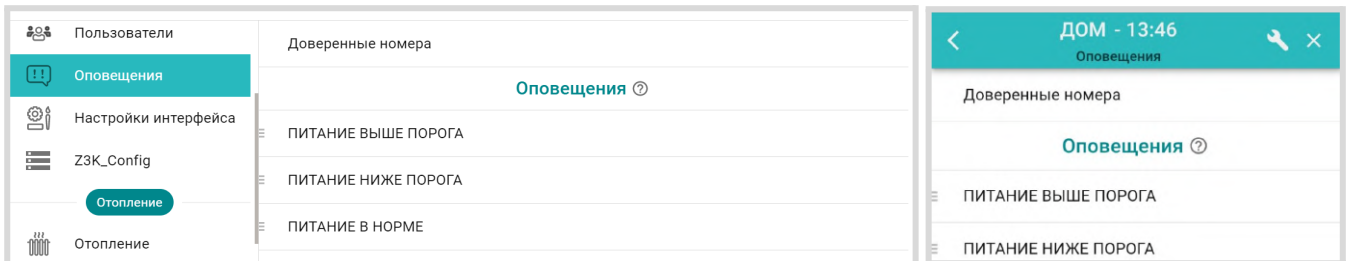 Пользователи
Оповещения
Настройки интерфейса
Z3K_Config
Отопление
Отопление
Доверенные номера
Оповещения ?
ПИТАНИЕ ВЫШЕ ПОРОГА
ПИТАНИЕ НИЖЕ ПОРОГА
ПИТАНИЕ В НОРМЕ
ДОМ - 13:46
Оповещения
Доверенные номера
Оповещения ?
ПИТАНИЕ ВЫШЕ ПОРОГА
ПИТАНИЕ НИЖЕ ПОРОГА